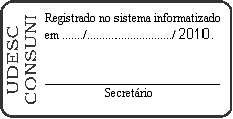 UDESC
CONSUNI
Registrado no sistema informatizado
em ......./............................/ 2010.
Secretário